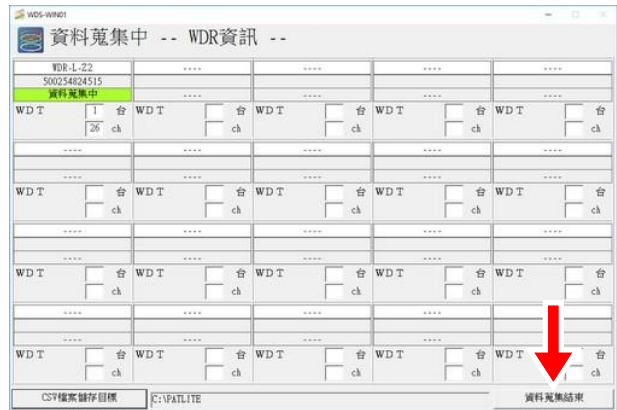 WDS-WIN01
資料蒐集中 -- WDR資訊 --
WDR-L-Z2 ---- ---- ---- ----
500254824515
資料蒐集中 ---- ---- ---- ----
WDT 1 台 WDT 台 WDT 台 WDT 台 WDT 台
26 ch ch ch ch ch
---- ---- ---- ---- ----
---- ---- ---- ---- ----
WDT 台 WDT 台 WDT 台 WDT 台 WDT 台
ch ch ch ch ch
---- ---- ---- ---- ----
---- ---- ---- ---- ----
WDT 台 WDT 台 WDT 台 WDT 台 WDT 台
ch ch ch ch ch
---- ---- ---- ---- ----
---- ---- ---- ---- ----
WDT 台 WDT 台 WDT 台 WDT 台 WDT 台
ch ch ch ch ch
CSV檔案儲存目標 C:\PATLITE 資料蒐集結束